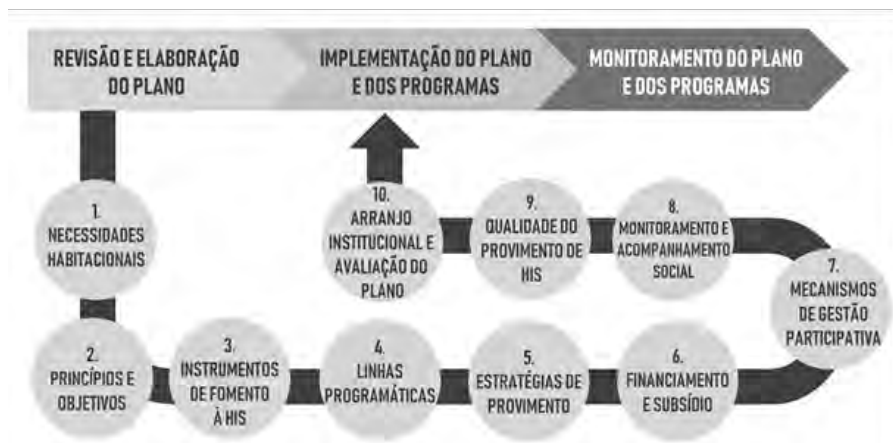 REVISÃO E ELABORAÇÃO
DO PLANO
IMPLEMENTAÇÃO DO PLANO
E DOS PROGRAMAS
MONITORAMENTO DO PLANO
E DOS PROGRAMAS
1.
NECESSIDADES
HABITACIONAIS
2.
PRINCÍPIOS E
OBJETIVOS
3.
INSTRUMENTOS
DE FOMENTO
À HIS
4.
LINHAS
PROGRAMÁTICAS
5.
ESTRATÉGIAS DE
PROVIMENTO
6.
FINANCIAMENTO
E SUBSÍDIO
7.
MECANISMOS
DE GESTÃO
PARTICIPATIVA
8.
MONITORAMENTO E
ACOMPANHAMENTO
SOCIAL
9.
QUALIDADE DO
PROVIMENTO DE
HIS
10.
ARRANJO
INSTITUCIONAL E
AVALIAÇÃO DO
PLANO